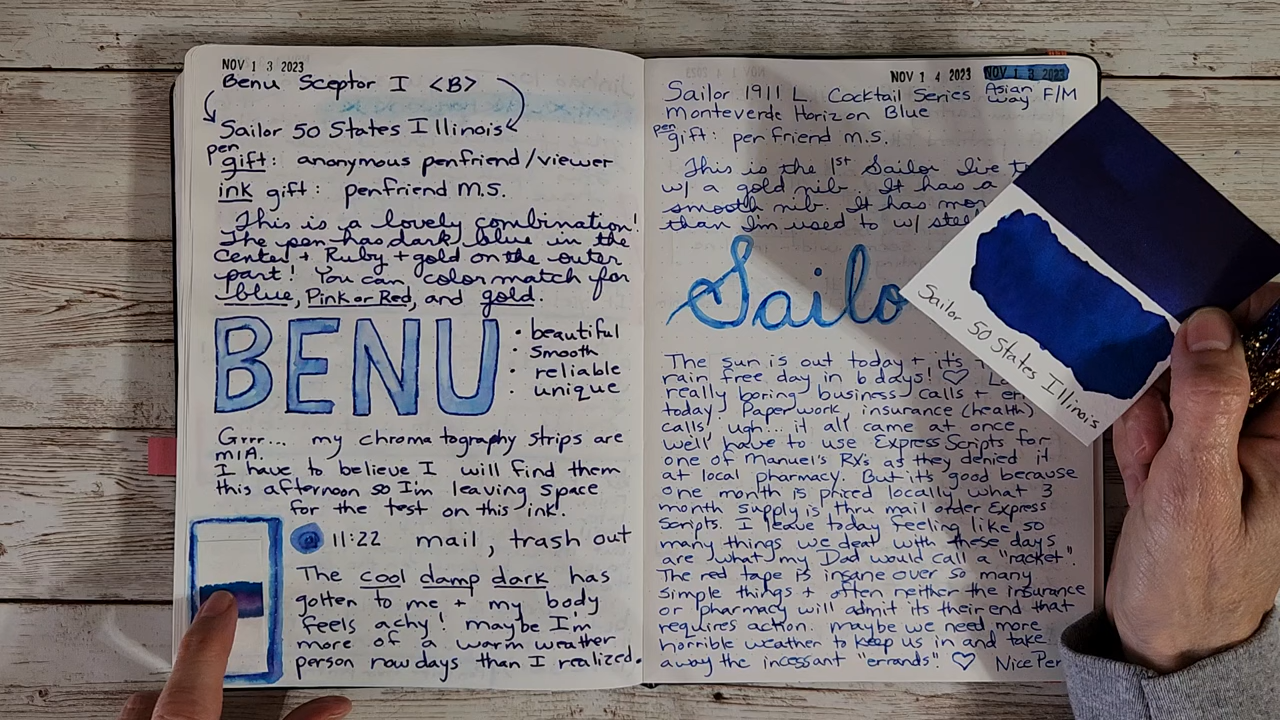 NOV 1 3 2023
Benu Sceptor I <B>
Sailor 50 States Illinois
pen
gift: anonymous penfriend/viewer
ink gift: penfriend M.S.
This is a lovely combination!
The pen has dark blue in the
center + Ruby + gold on the outer
part! You can color match for
blue, Pink or Red, and gold.
BENU
• beautiful
• smooth
• reliable
• unique
Grrr... my chromatography strips are
MIA.
I have to believe I will find them
this afternoon so I'm leaving space
for the test on this ink.
11:22 mail, trash out
The cool damp dark has
gotten to me + my body
feels achy! maybe I'm
more of a warm weather
person nowdays than I realized.
NOV 1 4 2023 NOV 1 3 2023
Sailor 1911 L Cocktail Series Asian way F/M
Monteverde Horizon Blue
pen
gift: pen friend m.s.
This is the 1st Sailor I've
w/ a gold nib. It has a
smooth nib. It has
than I'm used to w/
Sailo
The sun is out today + it's
rain free day in 6 days! ♡
really boring business calls +
today. Paperwork, insurance (health)
calls, ugh... it all came at once.
We'll have to use Express Scripts for
one of Manuel's RX's as they denied it
at local pharmacy. But it's good because
one month is priced locally what 3
month supply is thru mail order Express
Scripts. I leave today feeling like so
many things we deal with these days
are what my Dad would call a "racket".
The red tape is insane over so many
simple things + often neither the insurance
or pharmacy will admit its their end that
requires action. maybe we need more
horrible weather to keep us in and take
away the incessant "errands" ♡ Nice
Sailor 50 States Illinois